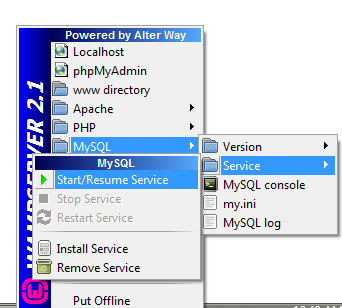 Powered by Alter Way
Localhost
phpMyAdmin
www directory
Apache
PHP
MySQL
Version
Service
MySQL console
my.ini
MySQL log
MySQL
Start/Resume Service
Stop Service
Restart Service
Install Service
Remove Service
Put Offline
SERVER 2.1